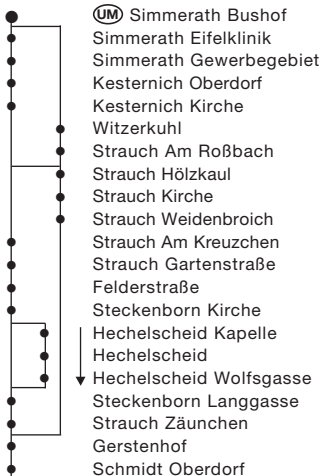 UM Simmerath Bushof
Simmerath Eifelklinik
Simmerath Gewerbegebiet
Kesternich Oberdorf
Kesternich Kirche
Witzerkuhl
Strauch Am Roßbach
Strauch Hölzkaul
Strauch Kirche
Strauch Weidenbroich
Strauch Am Kreuzchen
Strauch Gartenstraße
Felderstraße
Steckenborn Kirche
Hechelscheid Kapelle
Hechelscheid
Hechelscheid Wolfsgasse
Steckenborn Langgasse
Strauch Zäunchen
Gerstenhof
Schmidt Oberdorf